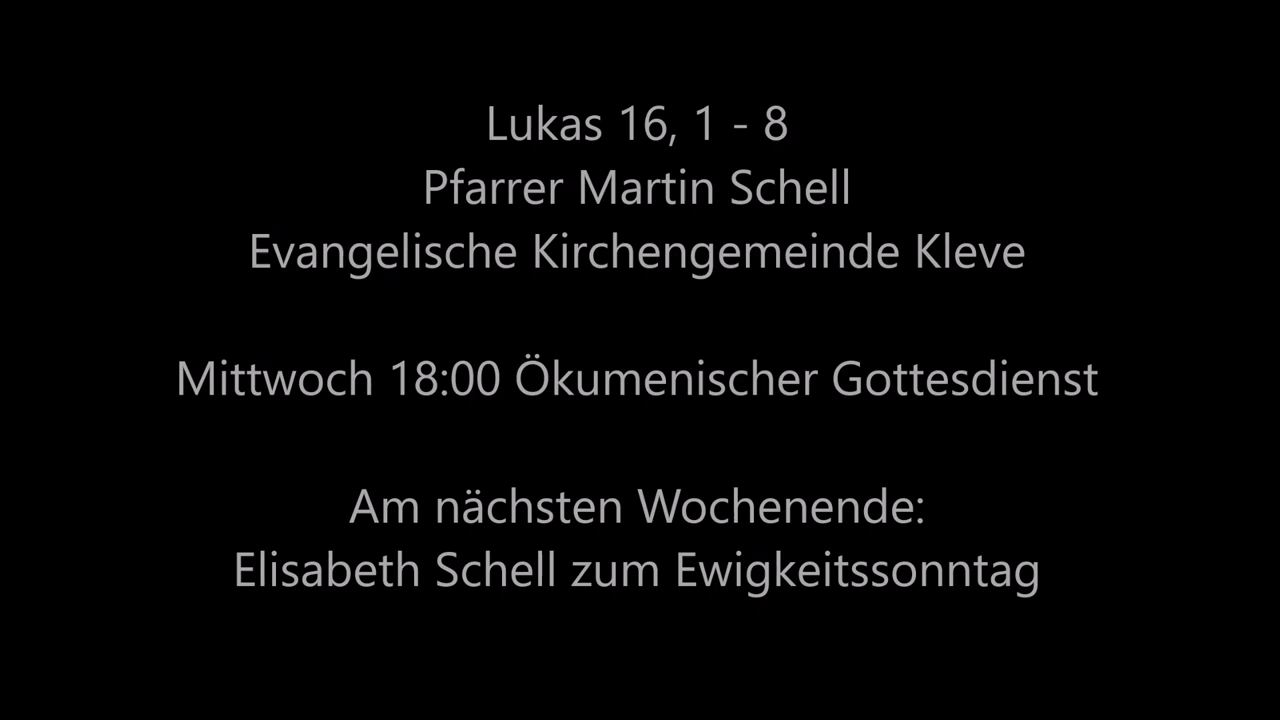 Lukas 16, 1 - 8
Pfarrer Martin Schell
Evangelische Kirchengemeinde Kleve
Mittwoch 18:00 Ökumenischer Gottesdienst
Am nächsten Wochenende:
Elisabeth Schell zum Ewigkeitssonntag